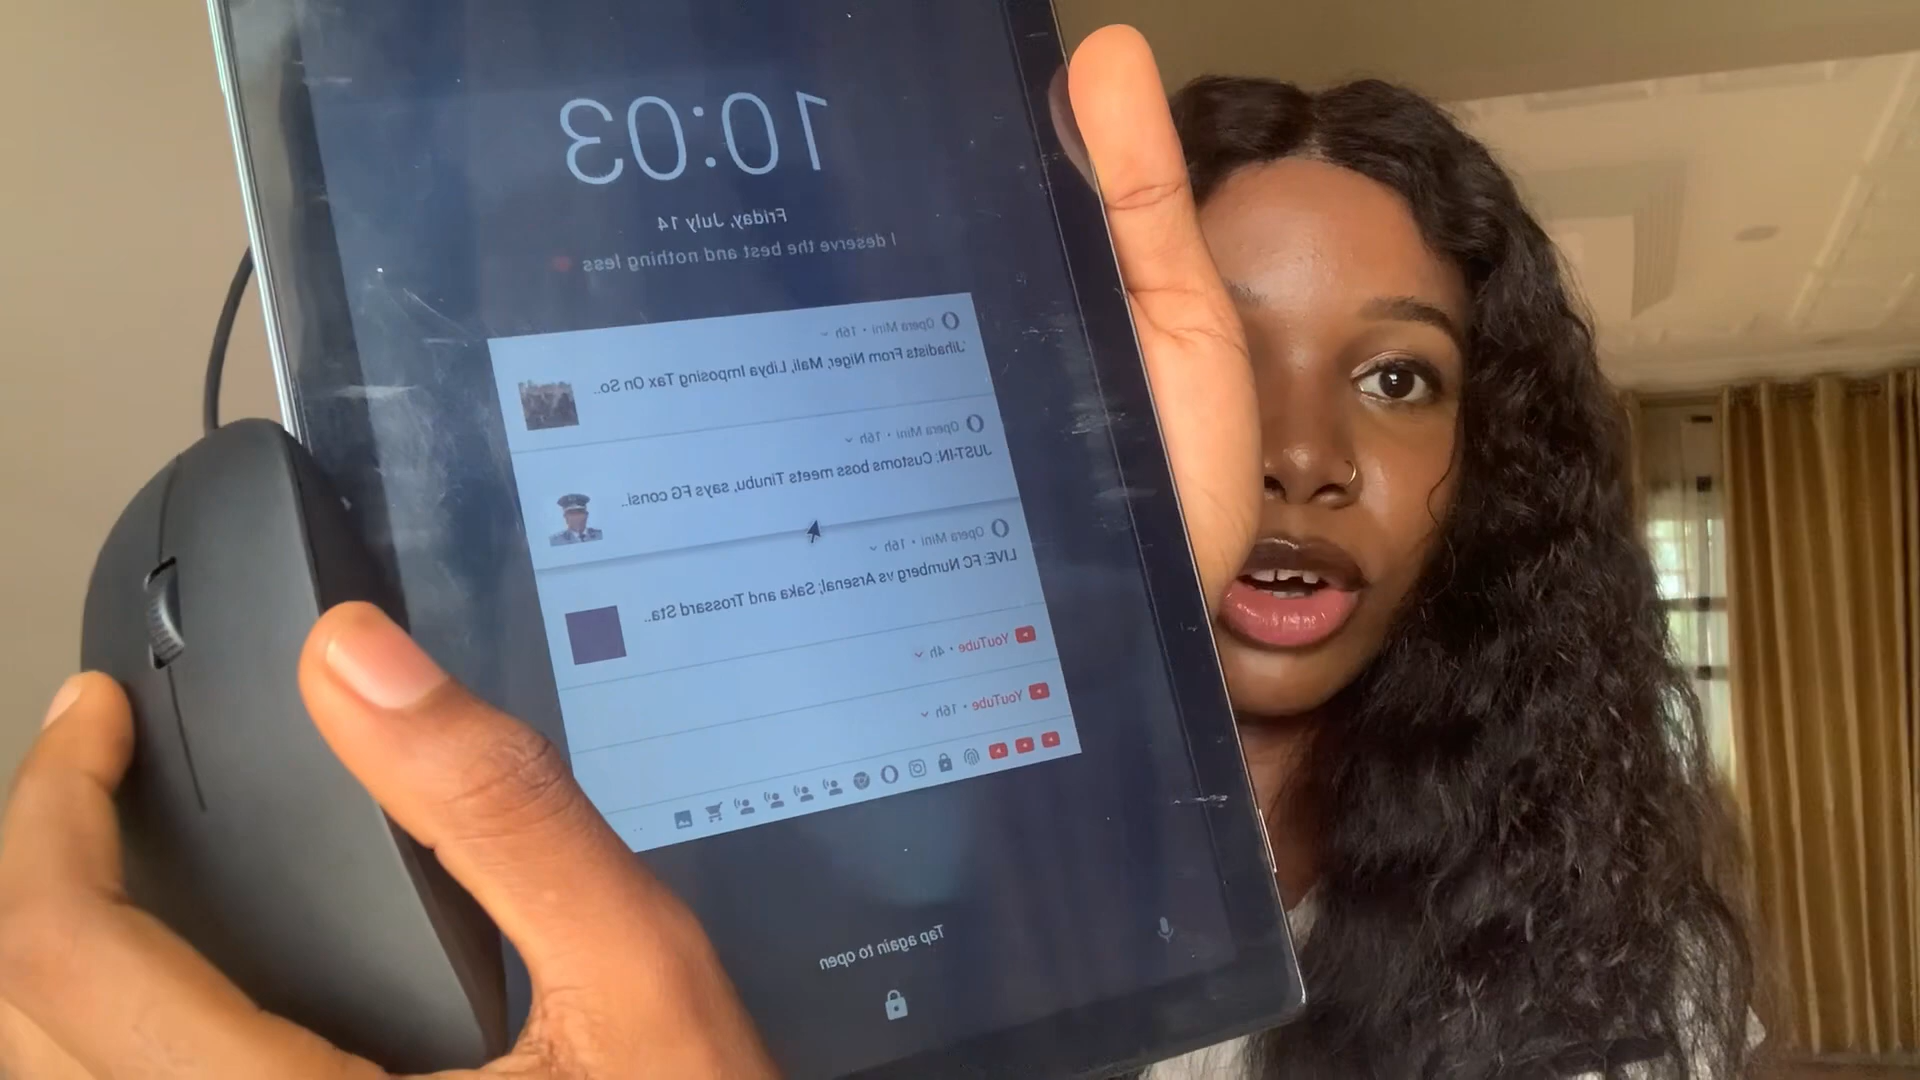 10:03
Friday, July 14
I deserve the best and nothing less
Opera Mini • 16h
'Jihadists From Niger, Mali, Libya Imposing Tax On So..
Opera Mini • 16h
JUST-IN: Customs boss meets Tinubu, says FG consi..
Opera Mini • 16h
LIVE: FC Nurnberg vs Arsenal; Saka and Trossard Sta..
YouTube • 4h
YouTube • 16h
Tap again to open